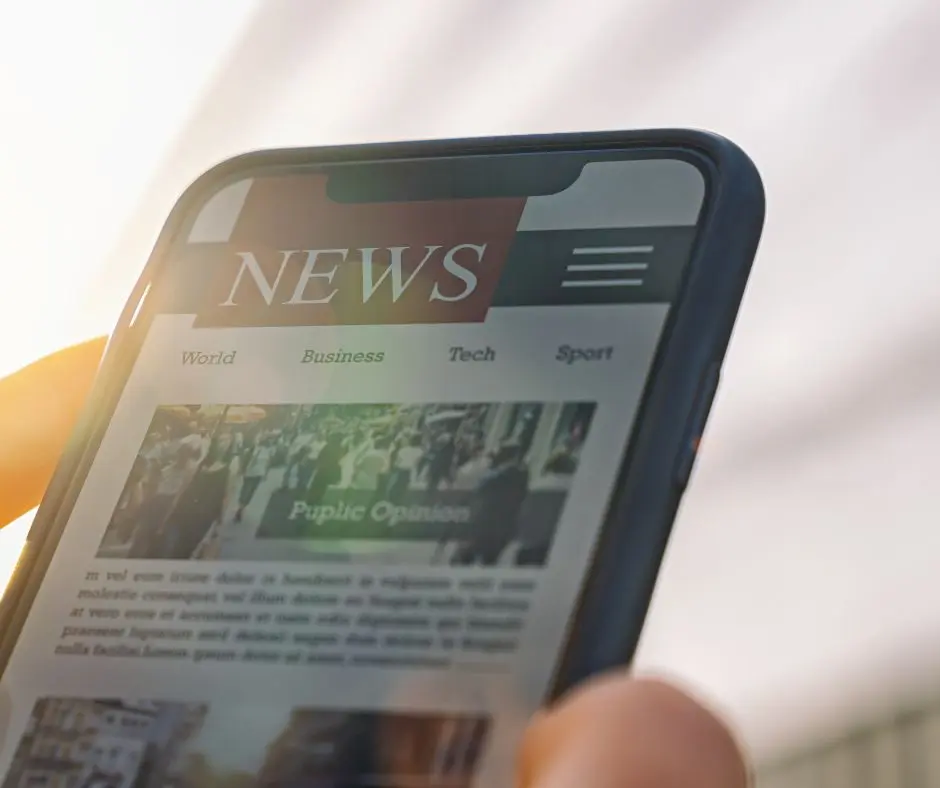 NEWS
World Business Tech Sport
Puplic Opinion
m vel eum iriure dolor in hendrerit in vulputate velit esse
molestie consequat, vel illum dolore eu feugiat nulla facilisis
at vero eros et accumsan et iusto odio dignissim qui blandit
praesent luptatum zzril delenit augue duis dolore te feugait
nulla facilisi.lorem ipsum dolor sit amet,